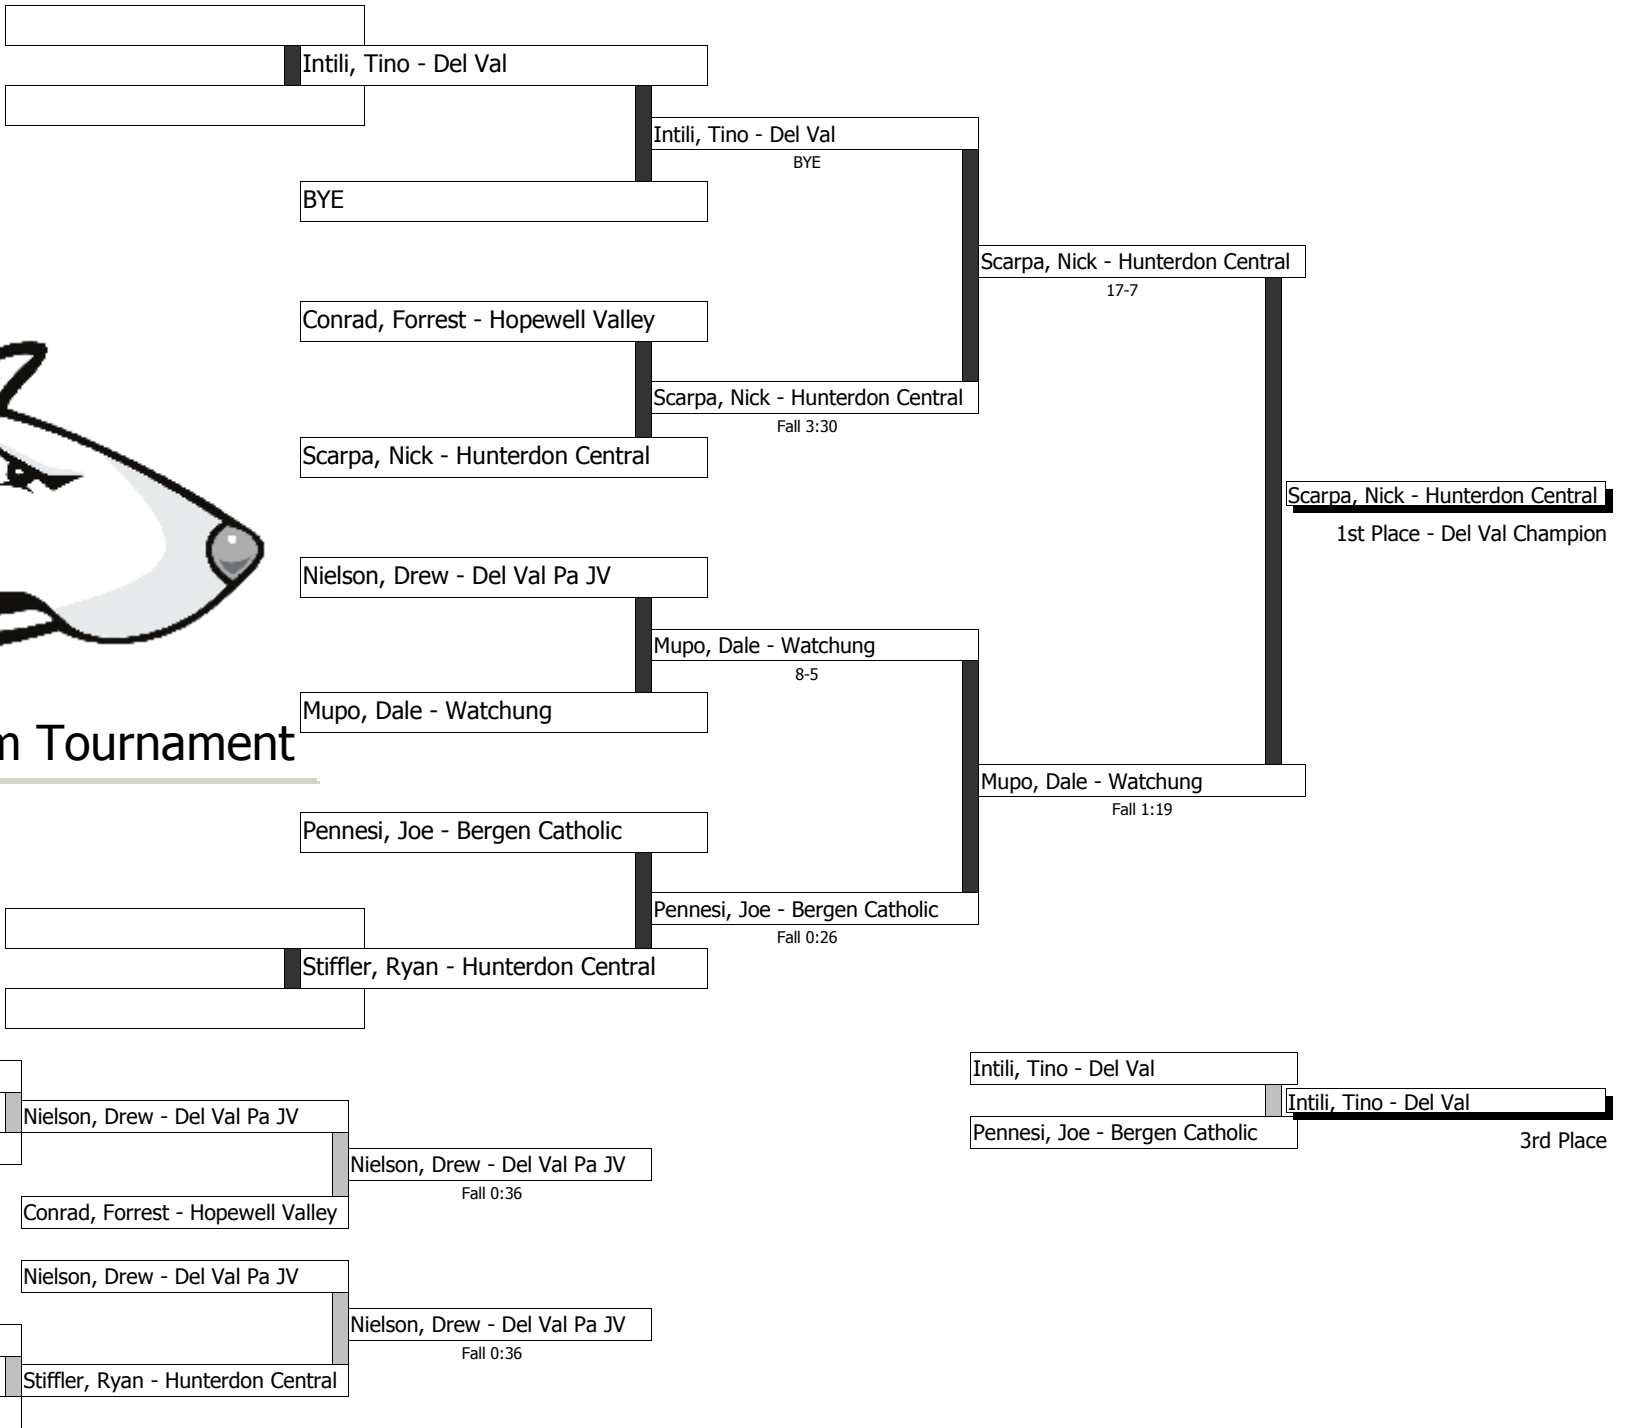 Intili, Tino - Del Val
Intili, Tino - Del Val
BYE
BYE
Scarpa, Nick - Hunterdon Central
17-7
Conrad, Forrest - Hopewell Valley
Scarpa, Nick - Hunterdon Central
Fall 3:30
Scarpa, Nick - Hunterdon Central
Scarpa, Nick - Hunterdon Central
1st Place - Del Val Champion
Nielson, Drew - Del Val Pa JV
Mupo, Dale - Watchung
8-5
Mupo, Dale - Watchung
m Tournament
Mupo, Dale - Watchung
Fall 1:19
Pennesi, Joe - Bergen Catholic
Pennesi, Joe - Bergen Catholic
Fall 0:26
Stiffler, Ryan - Hunterdon Central
Intili, Tino - Del Val
Intili, Tino - Del Val
Pennesi, Joe - Bergen Catholic
3rd Place
Nielson, Drew - Del Val Pa JV
Nielson, Drew - Del Val Pa JV
Fall 0:36
Conrad, Forrest - Hopewell Valley
Nielson, Drew - Del Val Pa JV
Nielson, Drew - Del Val Pa JV
Fall 0:36
Stiffler, Ryan - Hunterdon Central